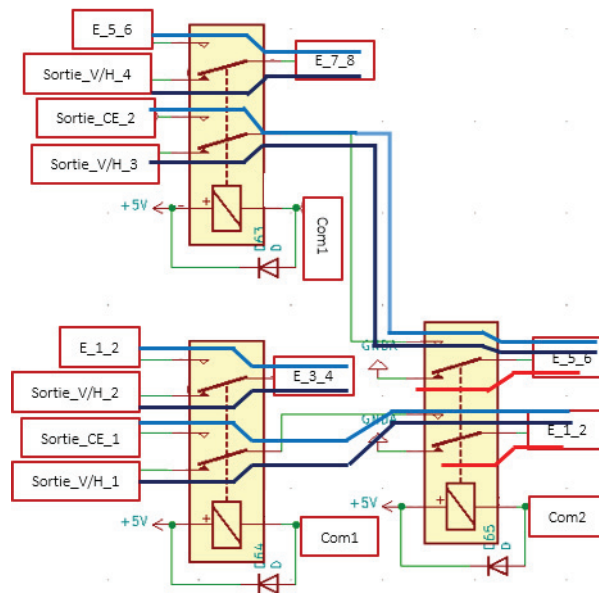 E_5_6
E_7_8
Sortie_V/H_4
Sortie_CE_2
Sortie_V/H_3
+5V
+
-
D63
D
Com1
E_1_2
E_3_4
Sortie_V/H_2
Sortie_CE_1
Sortie_V/H_1
+5V
+
D64
D
Com1
GNDA
E_5_6
GNDA
E_1_2
+5V
+
D65
D
Com2